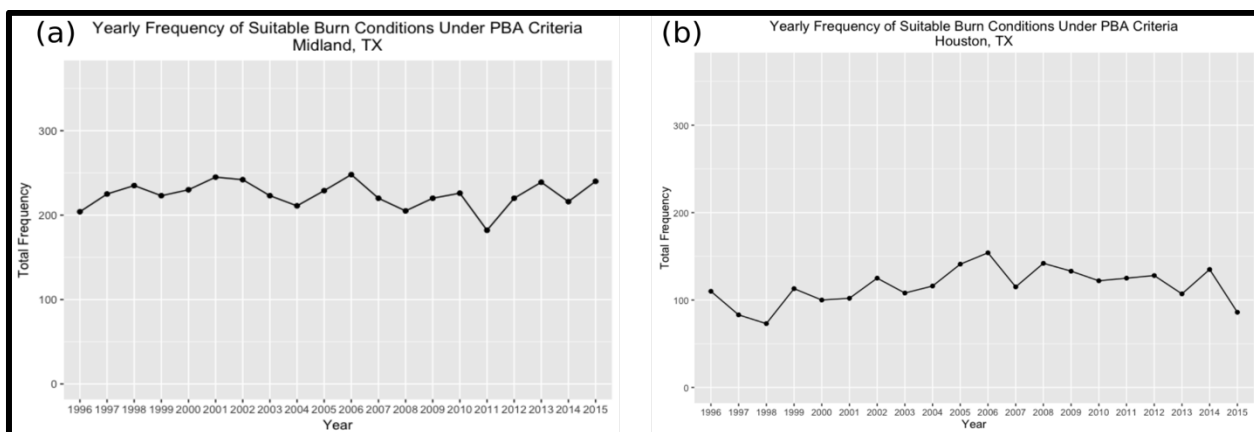 (a)
Yearly Frequency of Suitable Burn Conditions Under PBA Criteria
Midland, TX
300
200
100
0
Total Frequency
1996 1997 1998 1999 2000 2001 2002 2003 2004 2005 2006 2007 2008 2009 2010 2011 2012 2013 2014 2015
Year
(b)
Yearly Frequency of Suitable Burn Conditions Under PBA Criteria
Houston, TX
300
200
100
0
Total Frequency
1996 1997 1998 1999 2000 2001 2002 2003 2004 2005 2006 2007 2008 2009 2010 2011 2012 2013 2014 2015
Year